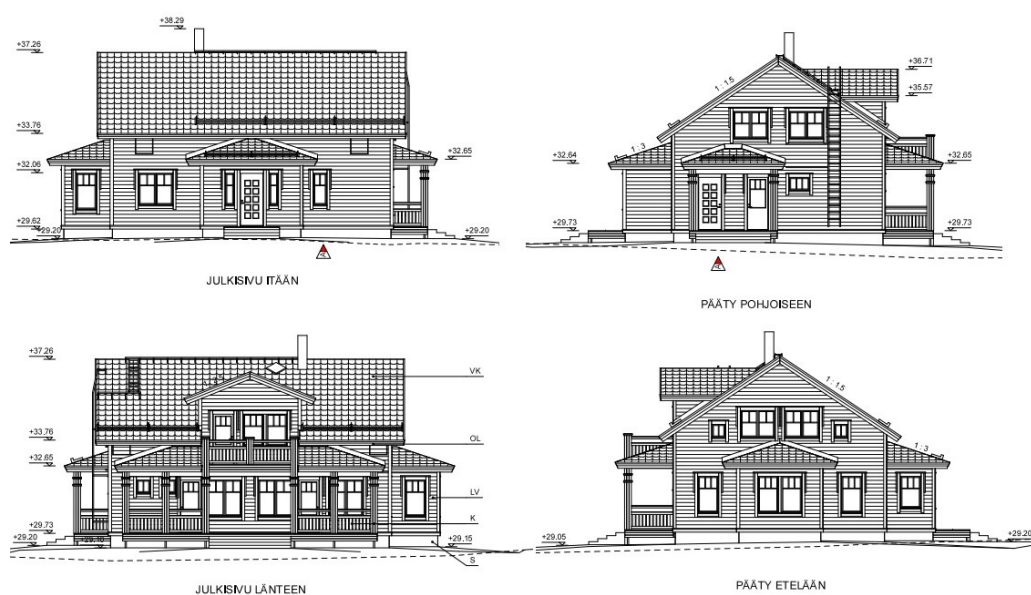 +38.29
+37.26
+33.76
+32.06
+32.65
+29.62
+29.20
+29.20
JULKISIVU ITÄÄN
1 : 1.5
+36.71
+35.57
1 : 3
+32.64
+32.65
+29.73
+29.73
PÄÄTY POHJOISEEN
+37.26
VK
+33.76
OL
+32.65
LV
K
+29.73
+29.20
+29.10
+29.15
S
JULKISIVU LÄNTEEN
1 : 1.5
1 : 3
+29.05
+29.20
PÄÄTY ETELÄÄN